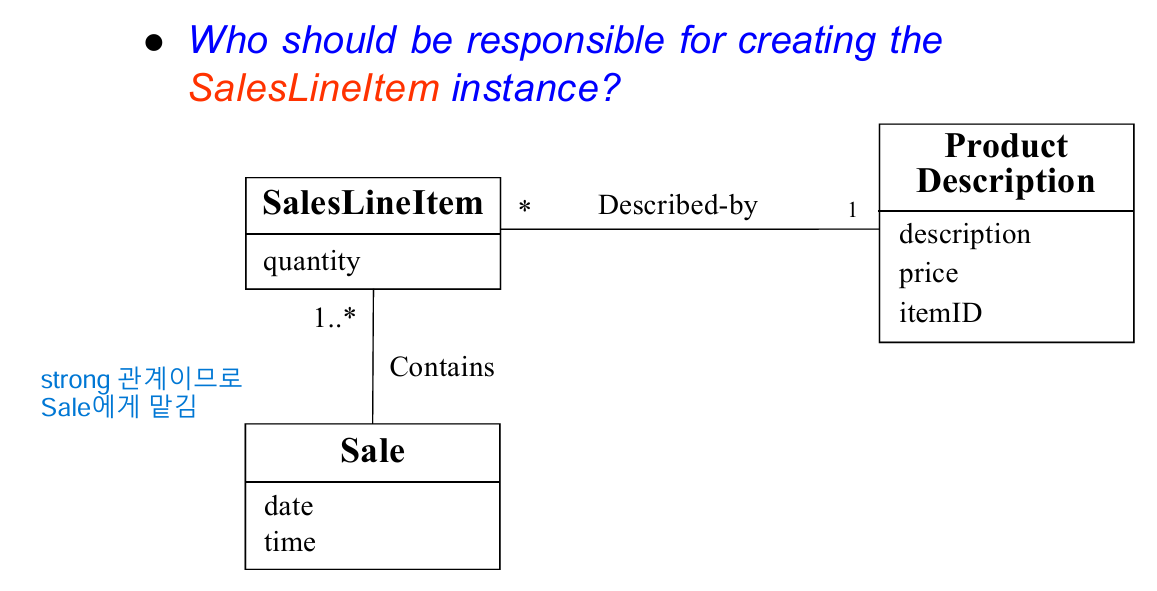 ● Who should be responsible for creating the
SalesLineItem instance?
Product
Description
SalesLineItem
* Described-by 1
description
quantity
price
itemID
1..*
Contains
strong 관계이므로
Sale에게 맡김
Sale
date
time